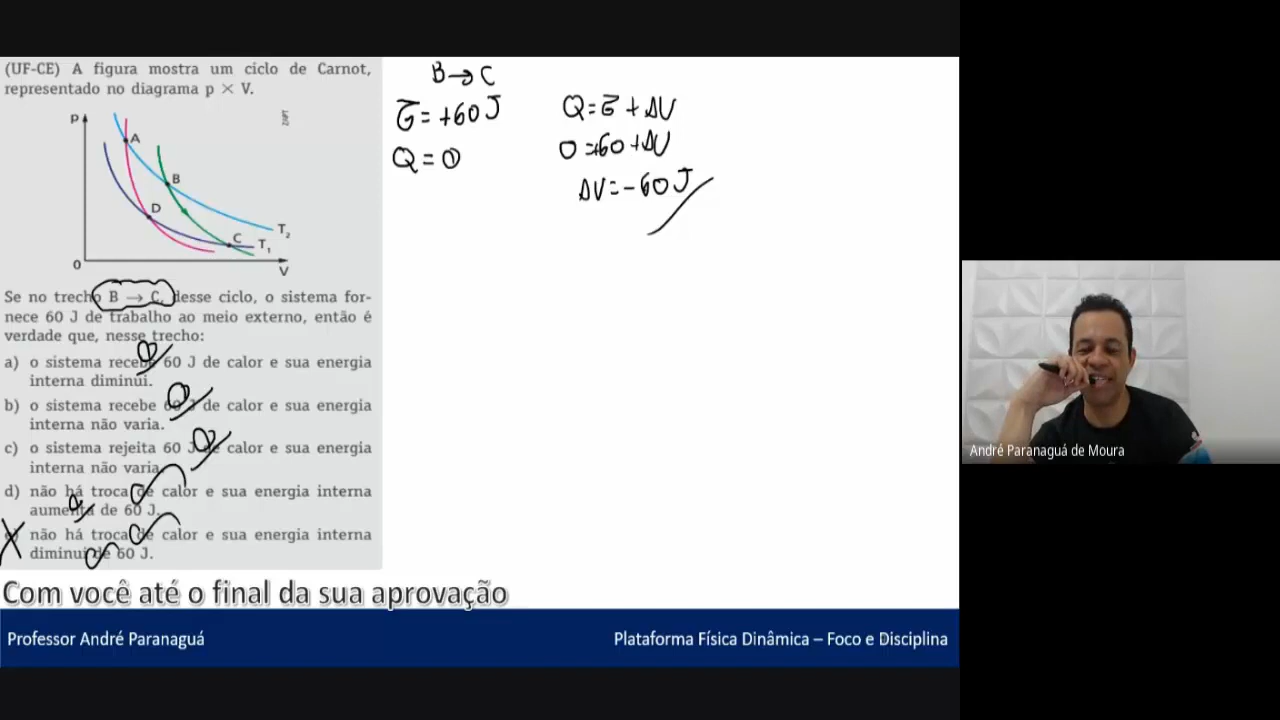 (UF-CE) A figura mostra um ciclo de Carnot,
representado no diagrama p × V.
P
A
B
D
C
T₂
T₁
0
V
Se no trecho B → C, desse ciclo, o sistema for-
nece 60 J de trabalho ao meio externo, então é
verdade que, nesse trecho:
a) o sistema recebe 60 J de calor e sua energia
interna diminui.
b) o sistema recebe 60 J de calor e sua energia
interna não varia.
c) o sistema rejeita 60 J de calor e sua energia
interna não varia.
d) não há troca de calor e sua energia interna
aumenta de 60 J.
e) não há troca de calor e sua energia interna
diminui de 60 J.
B → C
Ɓ = +60 J
Q = 0
Q = Ɓ + ΔU
0 = 60 + ΔU
ΔU = -60 J
Com você até o final da sua aprovação
Professor André Paranaguá
Plataforma Física Dinâmica – Foco e Disciplina
André Paranaguá de Moura